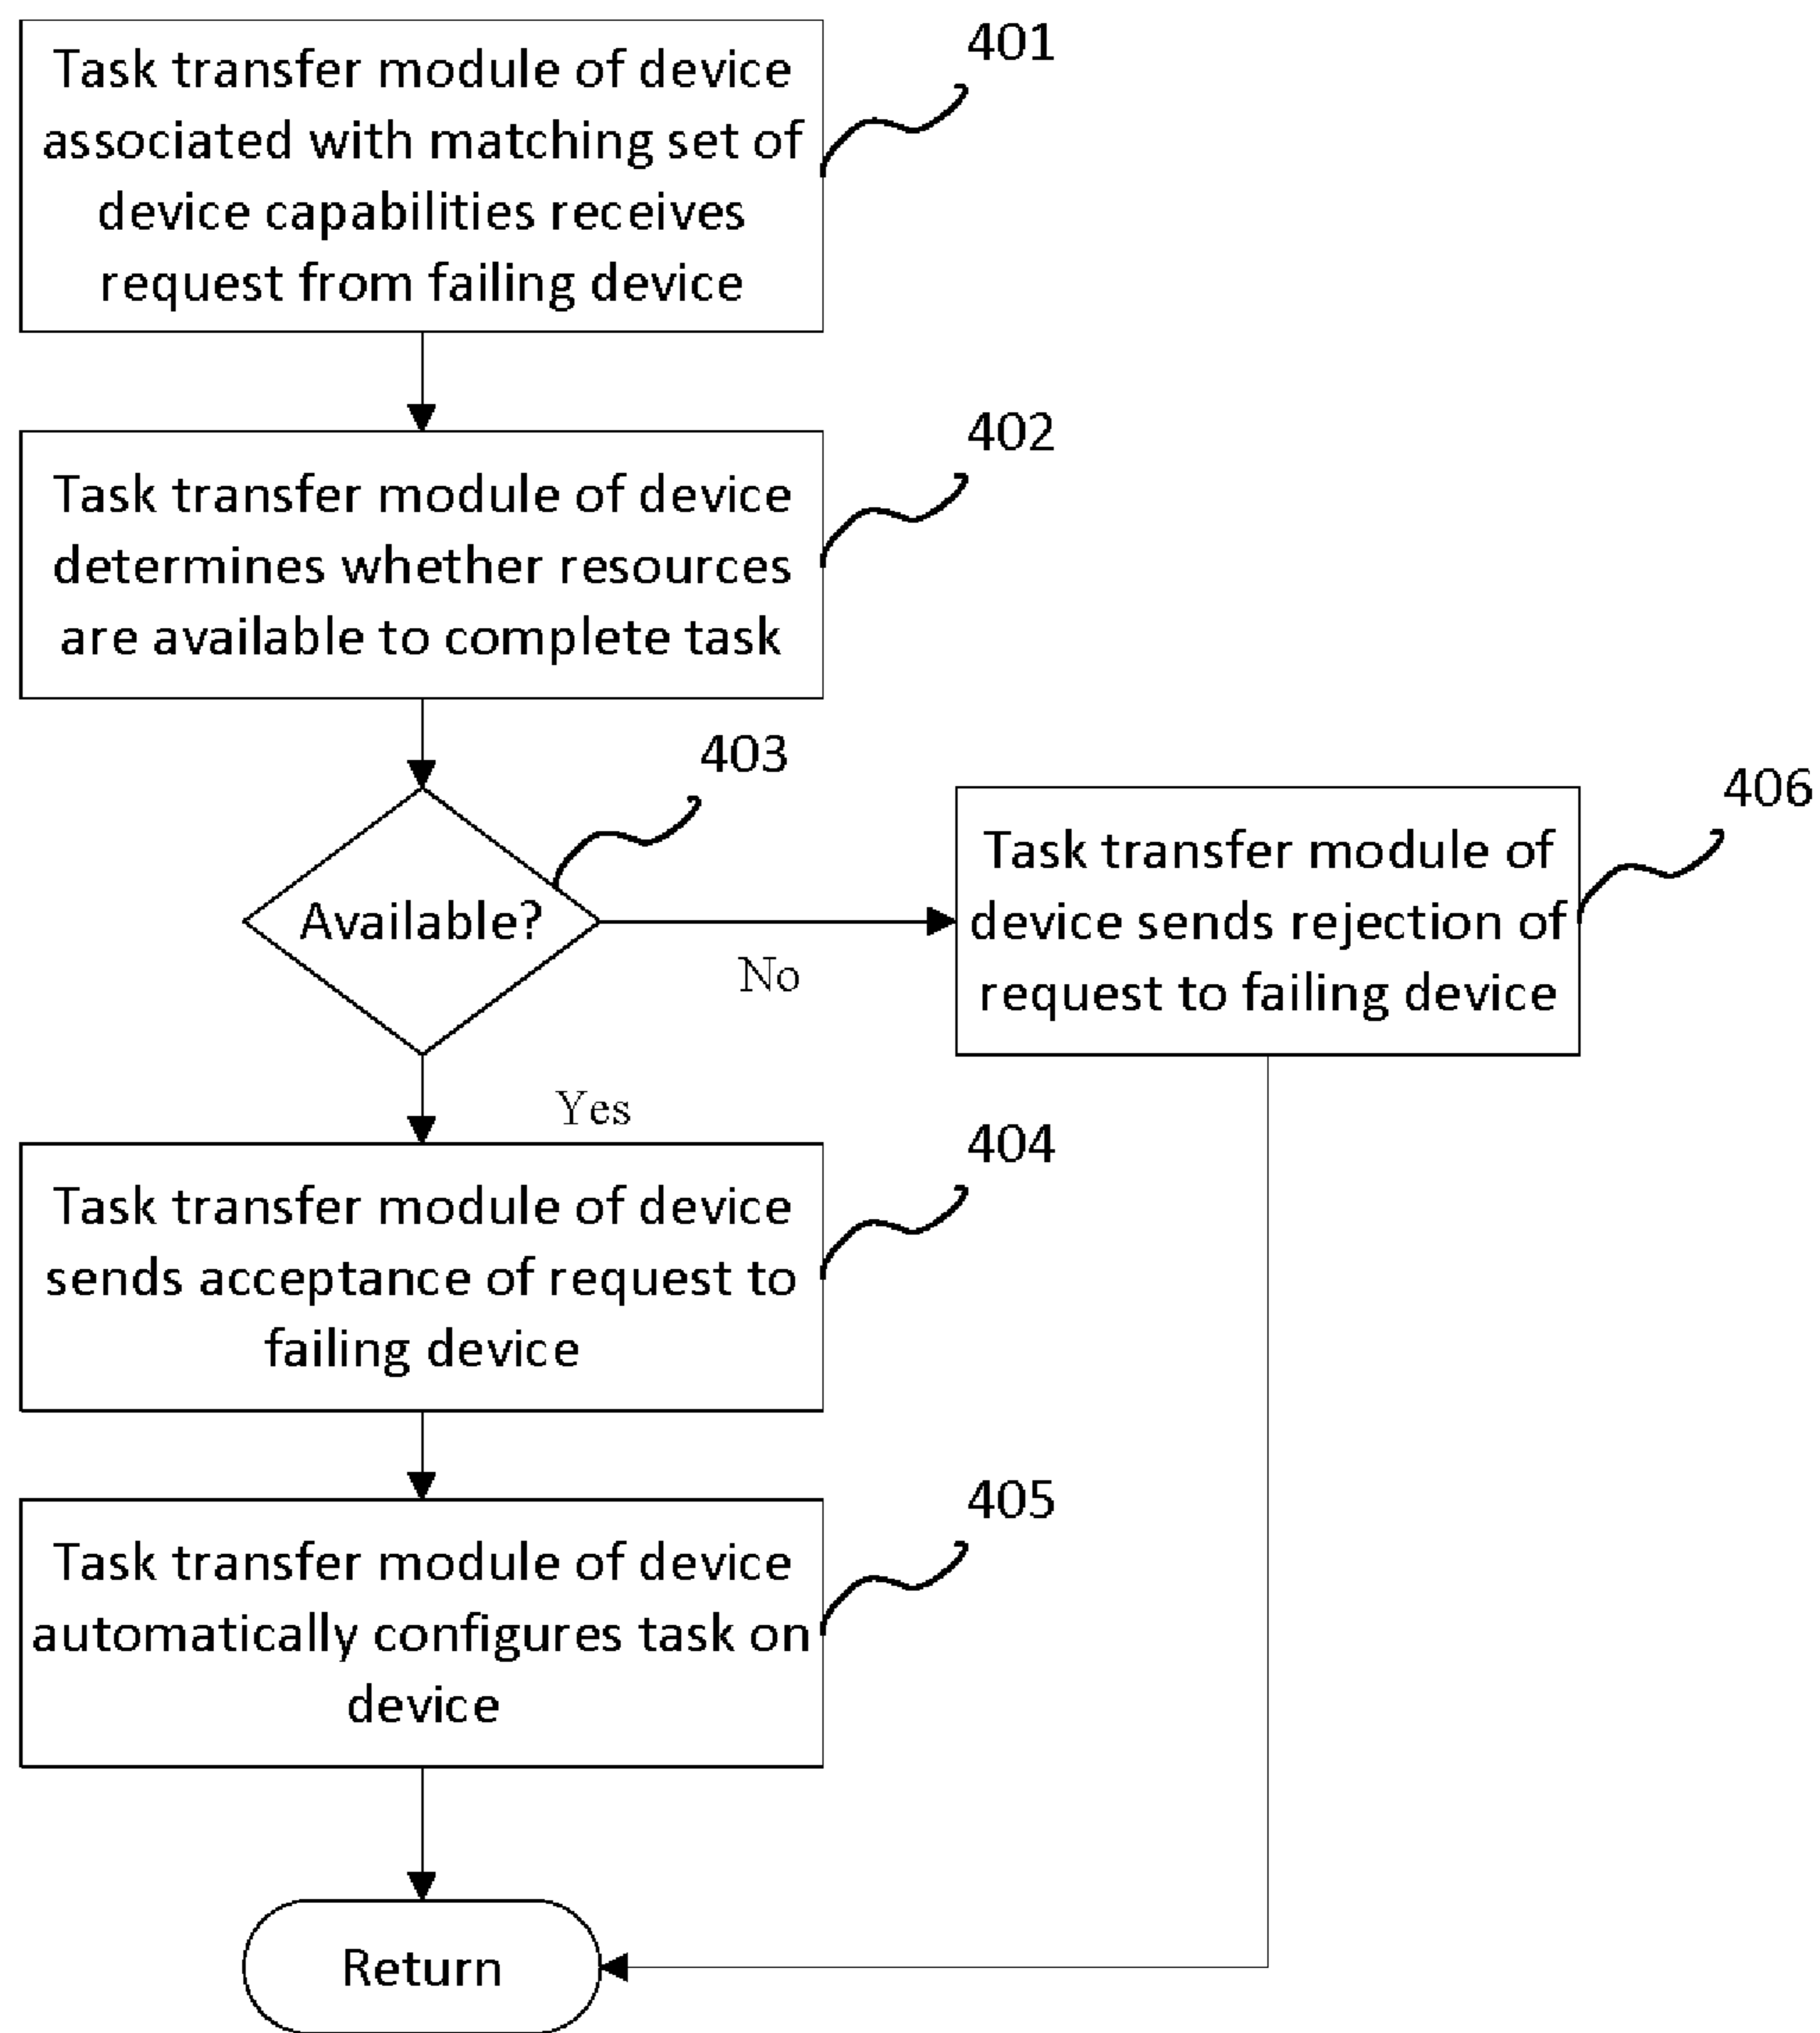 Task transfer module of device
associated with matching set of
device capabilities receives
request from failing device
401
Task transfer module of device
determines whether resources
are available to complete task
402
Available?
403
No
Task transfer module of
device sends rejection of
request to failing device
406
Yes
Task transfer module of device
sends acceptance of request to
failing device
404
Task transfer module of device
automatically configures task on
device
405
Return